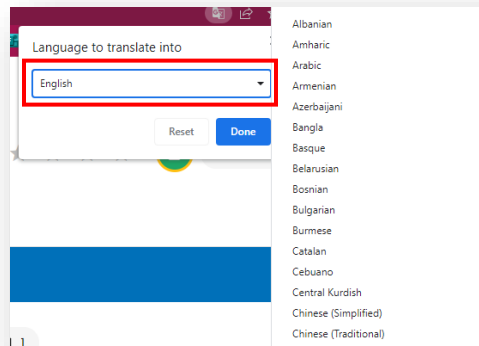 Language to translate into
English
Reset
Done
Albanian
Amharic
Arabic
Armenian
Azerbaijani
Bangla
Basque
Belarusian
Bosnian
Bulgarian
Burmese
Catalan
Cebuano
Central Kurdish
Chinese (Simplified)
Chinese (Traditional)